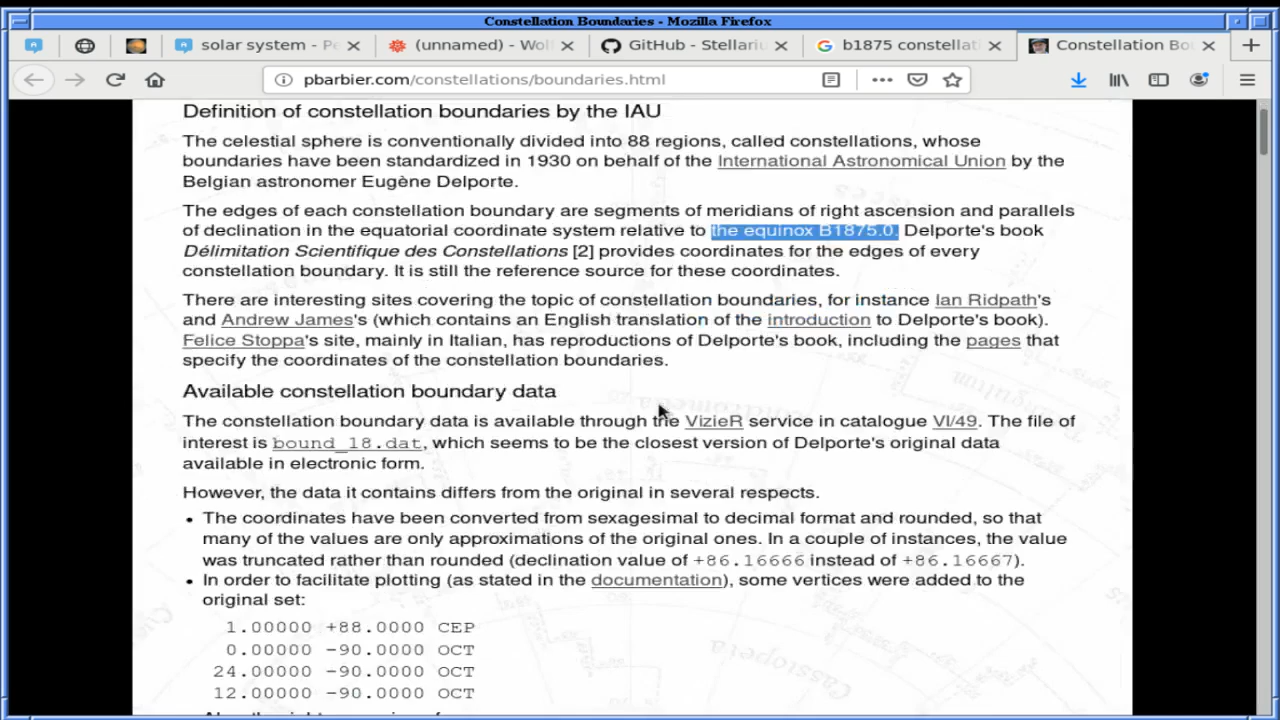 Constellation Boundaries - Mozilla Firefox
solar system - Pe
(unnamed) - Wol
GitHub - Stellariu
b1875 constellat
Constellation Bo
pbarbier.com/constellations/boundaries.html
Definition of constellation boundaries by the IAU
The celestial sphere is conventionally divided into 88 regions, called constellations, whose
boundaries have been standardized in 1930 on behalf of the International Astronomical Union by the
Belgian astronomer Eugène Delporte.
The edges of each constellation boundary are segments of meridians of right ascension and parallels
of declination in the equatorial coordinate system relative to the equinox B1875.0. Delporte's book
Délimitation Scientifique des Constellations [2] provides coordinates for the edges of every
constellation boundary. It is still the reference source for these coordinates.
There are interesting sites covering the topic of constellation boundaries, for instance Ian Ridpath's
and Andrew James's (which contains an English translation of the introduction to Delporte's book).
Felice Stoppa's site, mainly in Italian, has reproductions of Delporte's book, including the pages that
specify the coordinates of the constellation boundaries.
Available constellation boundary data
The constellation boundary data is available through the VizieR service in catalogue VI/49. The file of
interest is bound_18.dat, which seems to be the closest version of Delporte's original data
available in electronic form.
However, the data it contains differs from the original in several respects.
• The coordinates have been converted from sexagesimal to decimal format and rounded, so that
many of the values are only approximations of the original ones. In a couple of instances, the value
was truncated rather than rounded (declination value of +86.16666 instead of +86.16667).
• In order to facilitate plotting (as stated in the documentation), some vertices were added to the
original set:
1.00000 +88.0000 CEP
0.00000 -90.0000 OCT
24.00000 -90.0000 OCT
12.00000 -90.0000 OCT